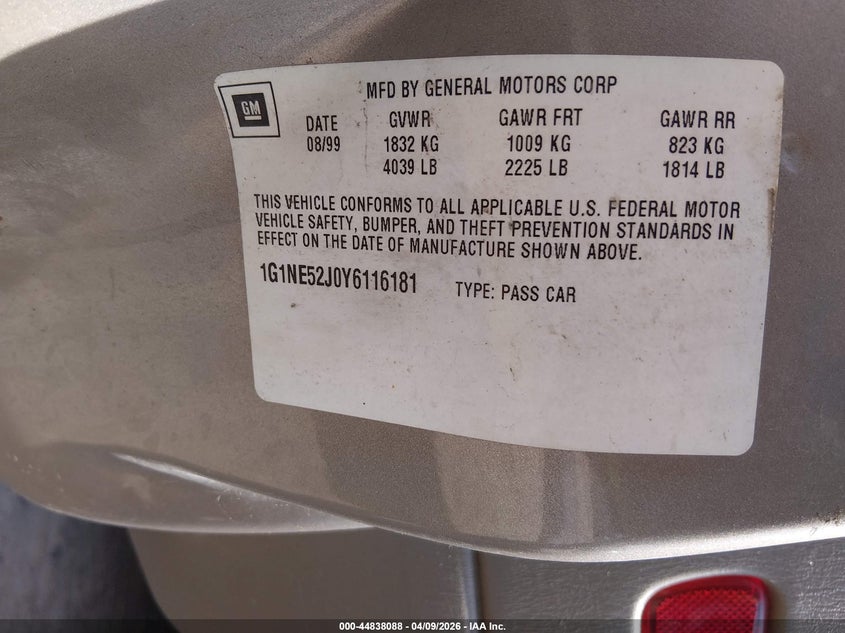 MFD BY GENERAL MOTORS CORP
GM
DATE GVWR GAWR FRT GAWR RR
08/99 1832 KG 1009 KG 823 KG
4039 LB 2225 LB 1814 LB
THIS VEHICLE CONFORMS TO ALL APPLICABLE U.S. FEDERAL MOTOR
VEHICLE SAFETY, BUMPER, AND THEFT PREVENTION STANDARDS IN
EFFECT ON THE DATE OF MANUFACTURE SHOWN ABOVE.
1G1NE52J0Y6116181 TYPE: PASS CAR
000-44838088 - 04/09/2026 - IAA Inc.